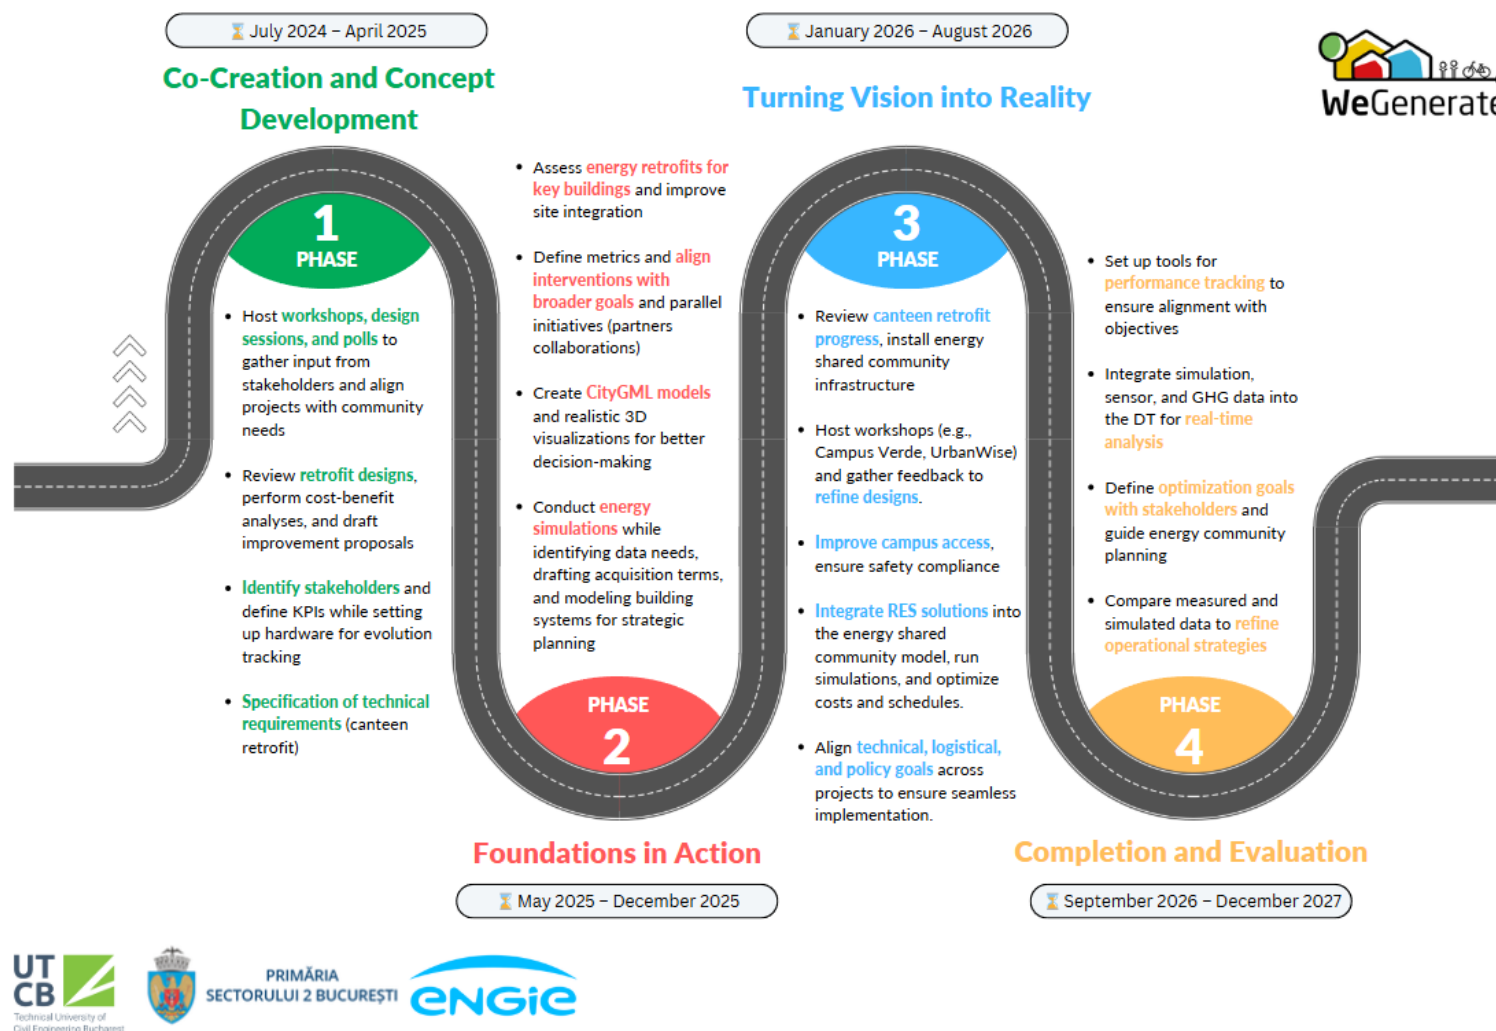 July 2024 – April 2025
Co-Creation and Concept
Development
1
PHASE
• Host workshops, design
sessions, and polls to
gather input from
stakeholders and align
projects with community
needs
• Review retrofit designs,
perform cost-benefit
analyses, and draft
improvement proposals
• Identify stakeholders and
define KPIs while setting
up hardware for evolution
tracking
• Specification of technical
requirements (canteen
retrofit)
• Assess energy retrofits for
key buildings and improve
site integration
• Define metrics and align
interventions with
broader goals and parallel
initiatives (partners
collaborations)
• Create CityGML models
and realistic 3D
visualizations for better
decision-making
• Conduct energy
simulations while
identifying data needs,
drafting acquisition terms,
and modeling building
systems for strategic
planning
PHASE
2
Foundations in Action
May 2025 – December 2025
January 2026 – August 2026
Turning Vision into Reality
3
PHASE
• Review canteen retrofit
progress, install energy
shared community
infrastructure
• Host workshops (e.g.,
Campus Verde, UrbanWise)
and gather feedback to
refine designs.
• Improve campus access,
ensure safety compliance
• Integrate RES solutions into
the energy shared
community model, run
simulations, and optimize
costs and schedules.
• Align technical, logistical,
and policy goals across
projects to ensure seamless
implementation.
WeGenerate
• Set up tools for
performance tracking to
ensure alignment with
objectives
• Integrate simulation,
sensor, and GHG data into
the DT for real-time
analysis
• Define optimization goals
with stakeholders and
guide energy community
planning
• Compare measured and
simulated data to refine
operational strategies
PHASE
4
Completion and Evaluation
September 2026 – December 2027
UT
CB
Technical University of
Civil Engineering Bucharest
PRIMĂRIA
SECTORULUI 2 BUCUREȘTI
ENGIE